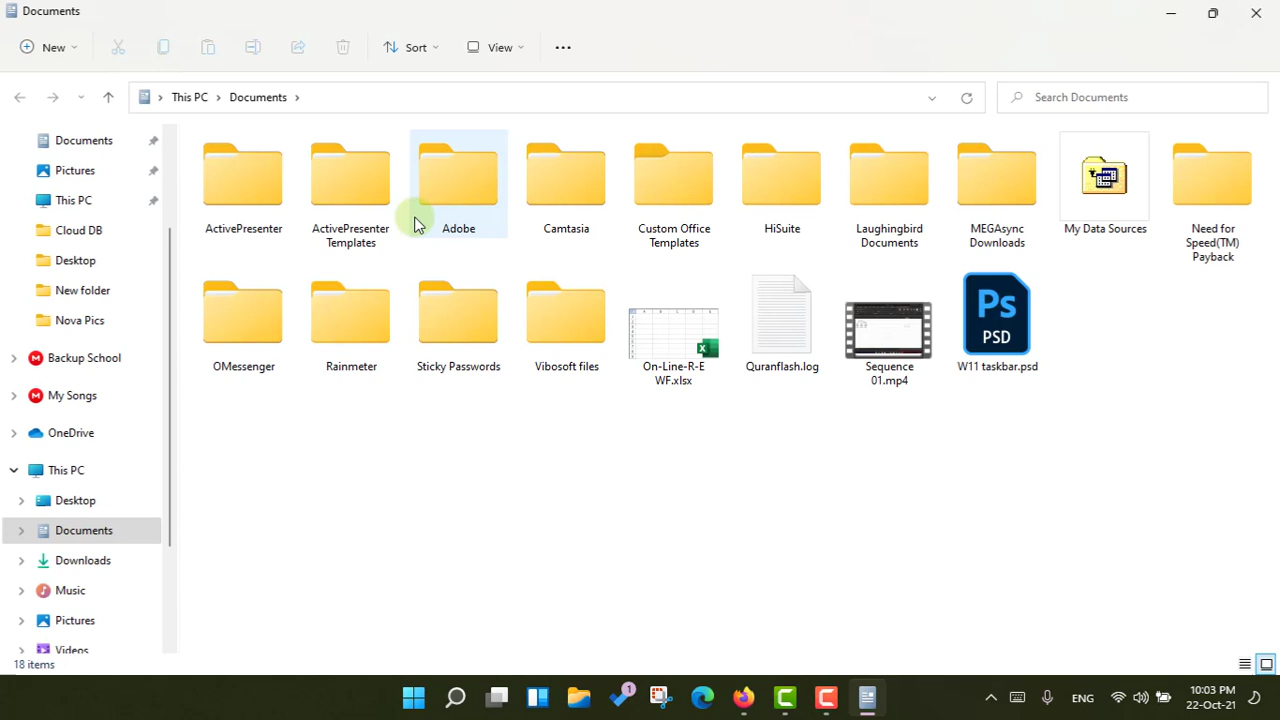 Documents
New
Sort
View
This PC
Documents
Search Documents
Documents
Pictures
This PC
Cloud DB
Desktop
New folder
Nova Pics
Backup School
My Songs
OneDrive
This PC
Desktop
Documents
Downloads
Music
Pictures
Videos
ActivePresenter
ActivePresenter
Templates
Adobe
Camtasia
Custom Office
Templates
HiSuite
Laughingbird
Documents
MEGAsync
Downloads
My Data Sources
Need for
Speed(TM)
Payback
OMessenger
Rainmeter
Sticky Passwords
Vibosoft files
On-Line-R-E
WF.xlsx
Quranflash.log
Sequence
01.mp4
Ps
PSD
W11 taskbar.psd
18 items
1
ENG
10:03 PM
22-Oct-21